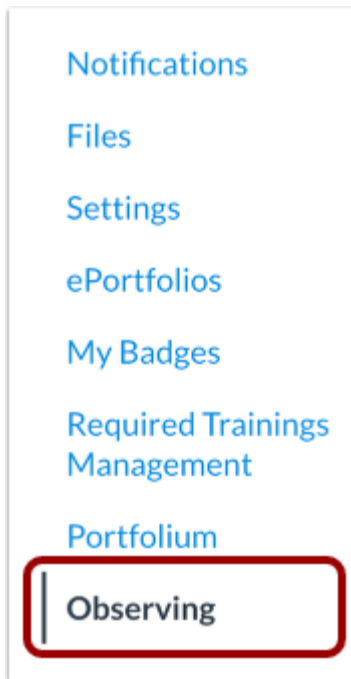 Notifications
Files
Settings
ePortfolios
My Badges
Required Trainings
Management
Portfolium
Observing